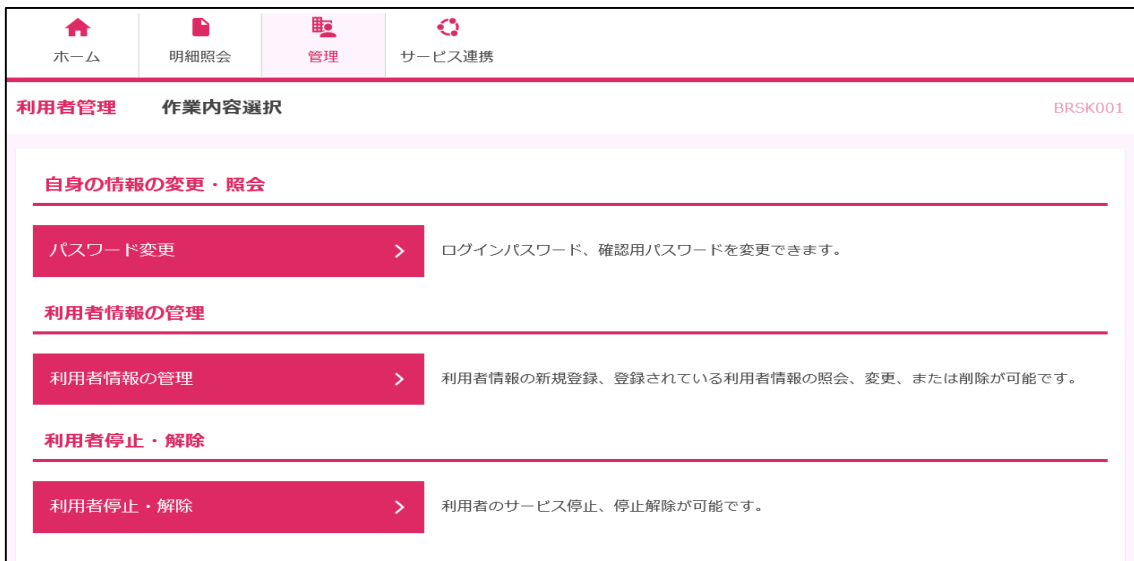 ホーム 明細照会 管理 サービス連携
利用者管理 作業内容選択 BRSK001
自身の情報の変更・照会
パスワード変更 ログインパスワード、確認用パスワードを変更できます。
利用者情報の管理
利用者情報の管理 利用者情報の新規登録、登録されている利用者情報の照会、変更、または削除が可能です。
利用者停止・解除
利用者停止・解除 利用者のサービス停止、停止解除が可能です。